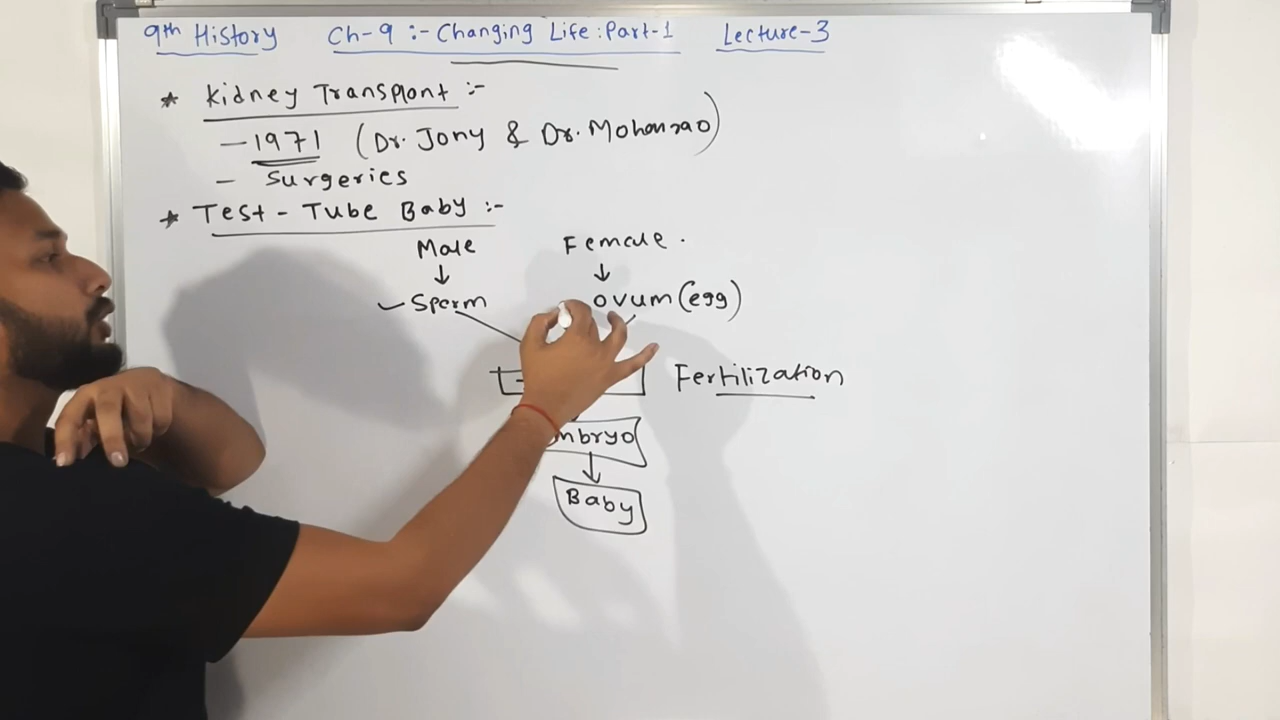 9th History Ch-9 :- Changing Life : Part-1 Lecture-3
* Kidney Transplant :-
- 1971 (Dr. Jony & Dr. Mohanrao)
- Surgeries
* Test - Tube Baby :-
Male Female .
Sperm ovum (egg)
Fertilization
Baby